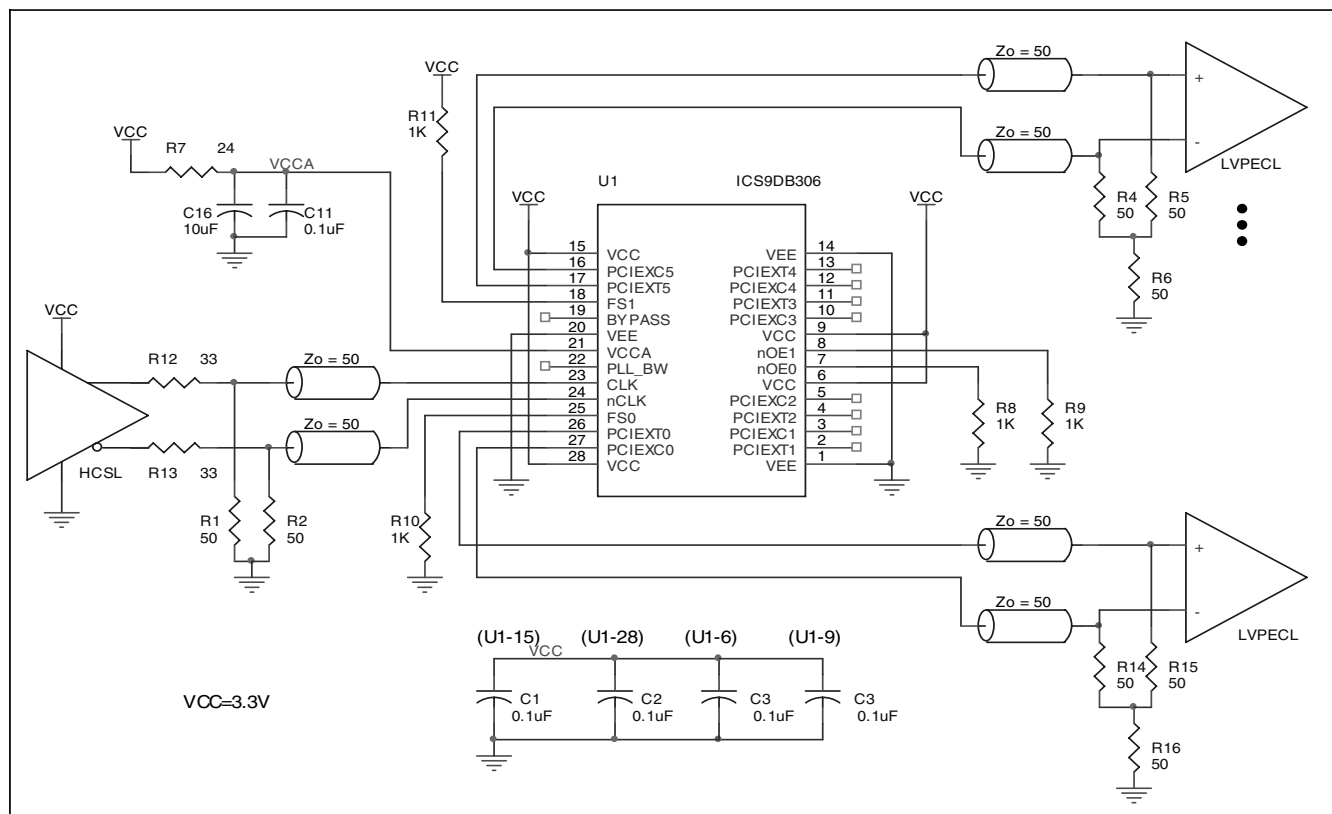 Zo = 50
+
VCC
R11
1K
Zo = 50
-
LVPECL
VCC
R7 24
VCCA
C16
10uF
C11
0.1uF
U1 ICS9DB306
VCC
VCC
R4
50
R5
50
R6
50
15 VCC
16 PCIEXC5
17 PCIEXT5
18 FS1
19 BYPASS
20 VEE
21 VCCA
22 PLL_BW
23 CLK
24 nCLK
25 FS0
26 PCIEXT0
27 PCIEXC0
28 VCC
VEE 14
PCIEXT4 13
PCIEXC4 12
PCIEXT3 11
PCIEXC3 10
VCC 9
nOE1 8
nOE0 7
VCC 6
PCIEXC2 5
PCIEXT2 4
PCIEXC1 3
PCIEXT1 2
VEE 1
VCC
R12 33
Zo = 50
Zo = 50
HCSL
R13 33
R1
50
R2
50
R10
1K
R8
1K
R9
1K
Zo = 50
+
Zo = 50
-
LVPECL
R14
50
R15
50
R16
50
(U1-15) (U1-28) (U1-6) (U1-9)
VCC
C1
0.1uF
C2
0.1uF
C3
0.1uF
C3
0.1uF
VCC=3.3V